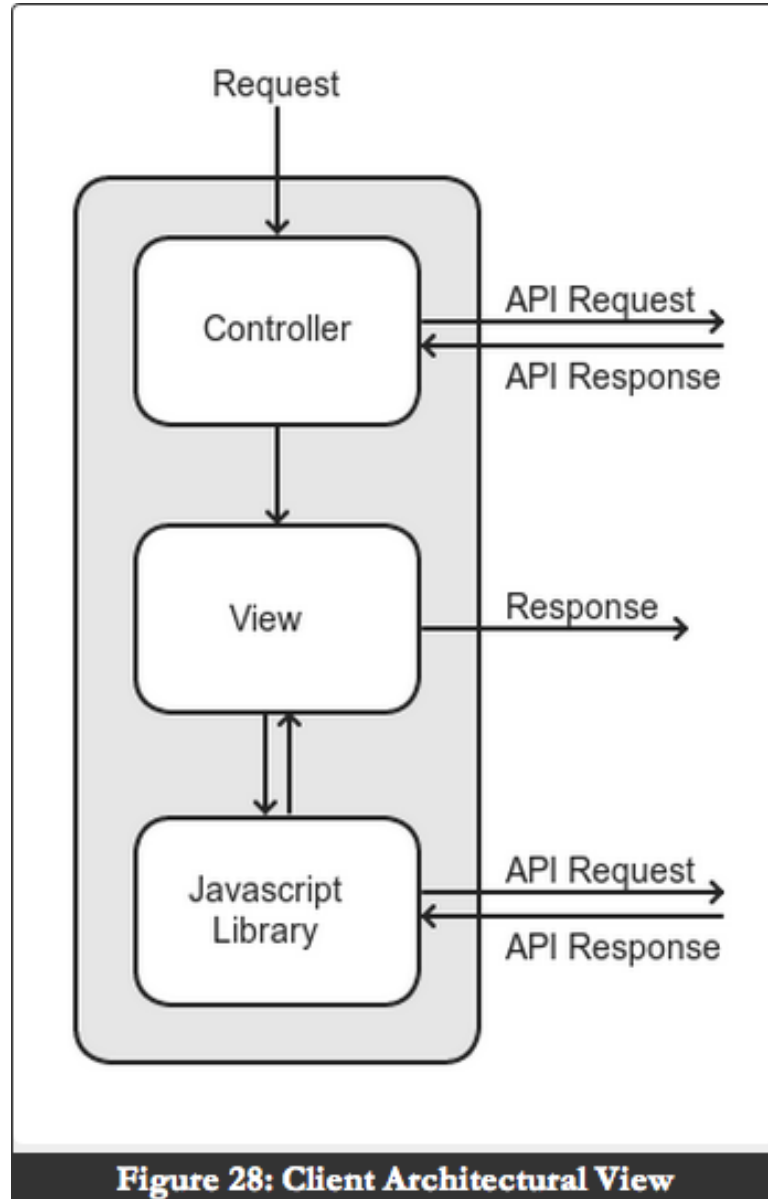 Request
Controller
API Request
API Response
View
Response
Javascript
Library
API Request
API Response
Figure 28: Client Architectural View